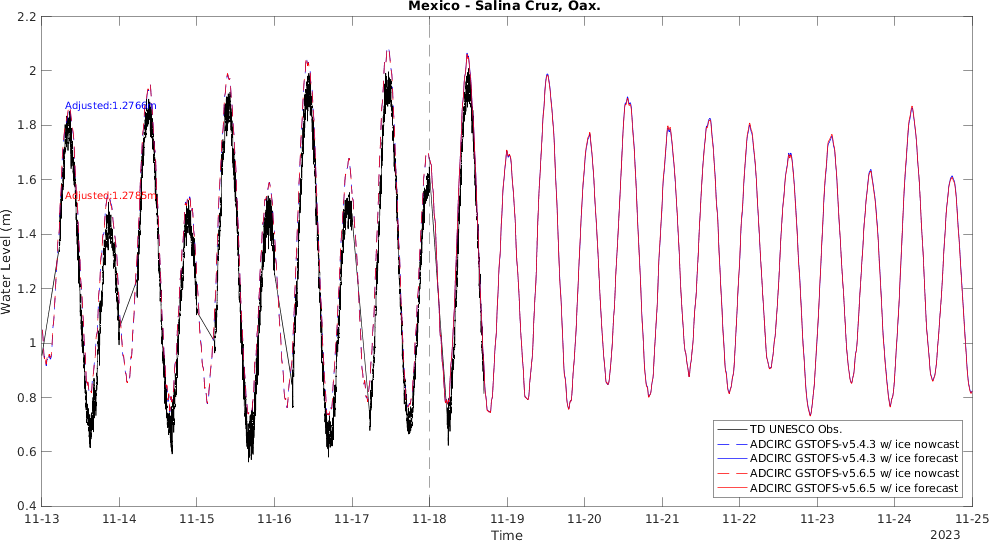 Mexico - Salina Cruz, Oax.
2.2
2
1.8
1.6
1.4
1.2
1
0.8
0.6
0.4
Water Level (m)
Adjusted:1.2766m
Adjusted:1.2785m
TD UNESCO Obs.
ADCIRC GSTOFS-v5.4.3 w/ ice nowcast
ADCIRC GSTOFS-v5.4.3 w/ ice forecast
ADCIRC GSTOFS-v5.6.5 w/ ice nowcast
ADCIRC GSTOFS-v5.6.5 w/ ice forecast
11-13 11-14 11-15 11-16 11-17 11-18 11-19 11-20 11-21 11-22 11-23 11-24 11-25
Time
2023